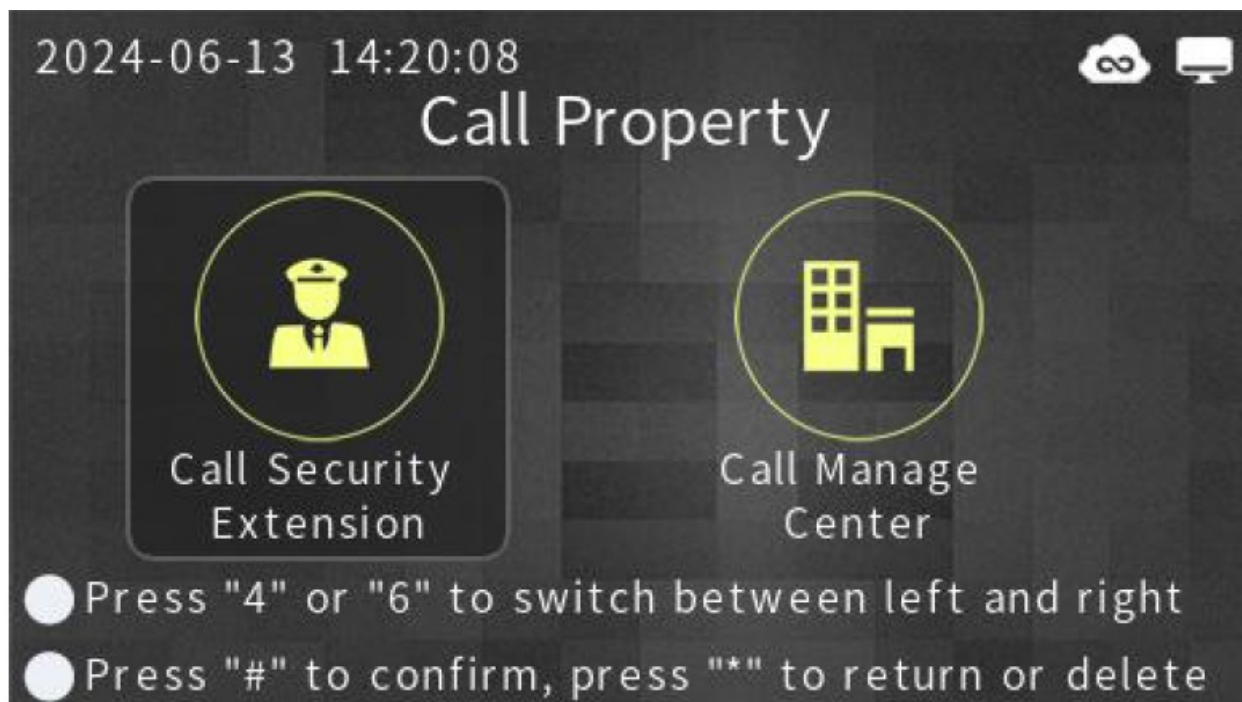 2024-06-13 14:20:08
Call Property
Call Security
Extension
Call Manage
Center
Press "4" or "6" to switch between left and right
Press "#" to confirm, press "*" to return or delete